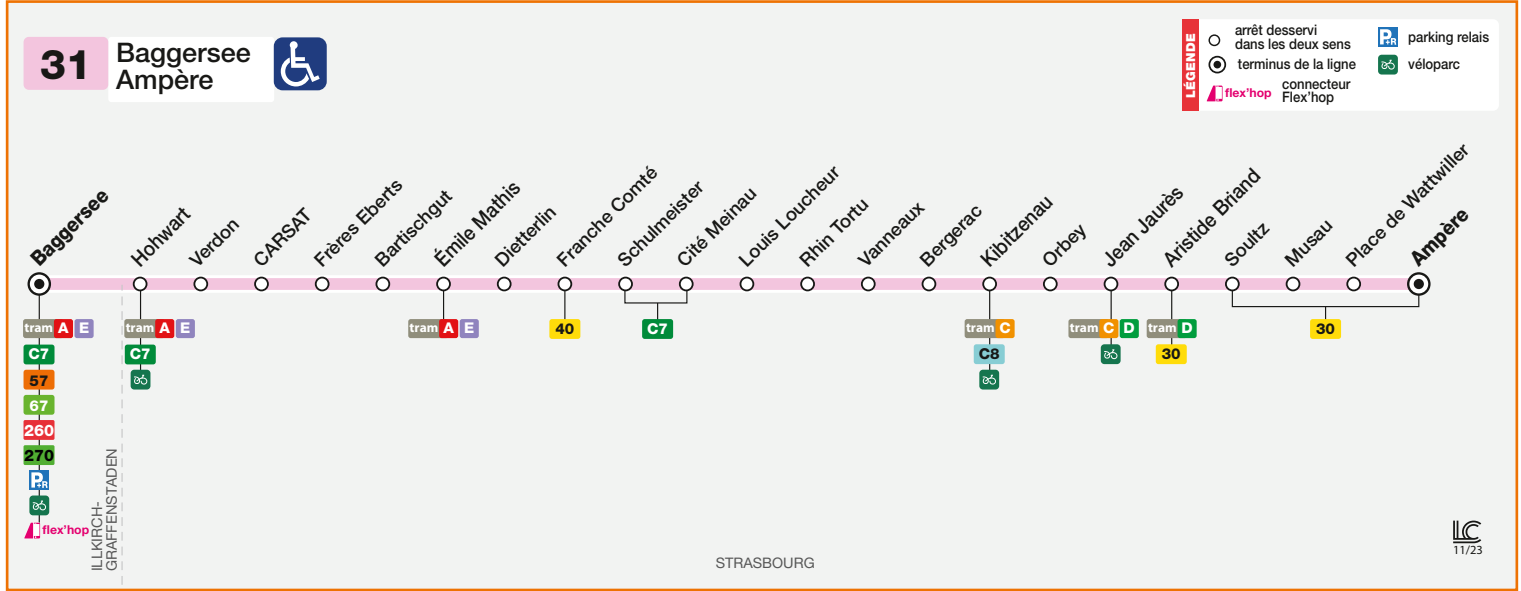 31
Baggersee
Ampère
LÉGENDE
arrêt desservi
dans les deux sens
terminus de la ligne
flex'hop
connecteur
Flex'hop
P+R
parking relais
véloparc
Baggersee
Hohwart
Verdon
CARSAT
Frères Eberts
Bartischgut
Émile Mathis
Dietterlin
Franche Comté
Schulmeister
Cité Meinau
Louis Loucheur
Rhin Tortu
Vanneaux
Bergerac
Kibitzenau
Orbey
Jean Jaurès
Aristide Briand
Soultz
Musau
Place de Wattwiller
Ampère
tram A E
C7
57
67
260
270
P+R
flex'hop
tram A E
C7
tram A E
40
C7
tram C
C8
tram C D
tram D
30
30
ILLKIRCH-
GRAFFENSTADEN
STRASBOURG
LC
11/23